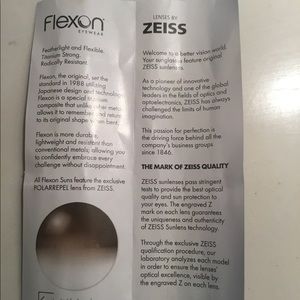 Flexon
EYEWEAR
Featherlight and Flexible.
Titanium Strong.
Radically Resistant.
Flexon, the original, set the
standard in 1988 utilizing
Japanese design and technology.
Flexon is a special titanium
composite that unlike other metals
allows it to remember and return
to its original shape when bent.
Flexon is more durable,
lightweight and resistant than
conventional metals; allowing you
to confidently embrace every
challenge without disappointment.
All Flexon Suns feature the exclusive
POLARREPEL lens from ZEISS.
LENSES BY
ZEISS
Welcome to a better vision world.
Your sunglasses feature original
ZEISS sunlenses.
As a pioneer of innovative
technology and one of the global
leaders in the fields of optics and
optoelectronics, ZEISS has always
challenged the limits of human
imagination.
This passion for perfection is
the driving force behind all the
company's business groups
since 1846.
THE MARK OF ZEISS QUALITY
ZEISS sunlenses pass stringent
tests to provide the best optical
quality and sun protection to
your eyes. The engraved Z
mark on each lens guarantees
the uniqueness and authenticity
of ZEISS Sunlens technology.
Through the exclusive ZEISS
qualification procedure, our
laboratory analyzes each model
in order to ensure the lenses'
optical excellence, visible by
the engraved Z on each lens.